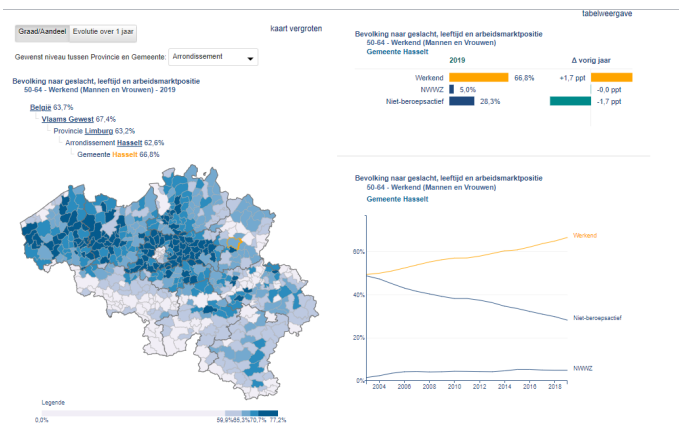 tabelweergave
Graad/Aandeel Evolutie over 1 jaar
kaart vergroten
Gewenst niveau tussen Provincie en Gemeente: Arrondissement
Bevolking naar geslacht, leeftijd en arbeidsmarktpositie
50-64 - Werkend (Mannen en Vrouwen) - 2019
België 63,7%
Vlaams Gewest 67,4%
Provincie Limburg 63,2%
Arrondissement Hasselt 62,6%
Gemeente Hasselt 66,8%
Legende
0,0% 59,9% 65,3% 70,7% 77,2%
Bevolking naar geslacht, leeftijd en arbeidsmarktpositie
50-64 - Werkend (Mannen en Vrouwen)
Gemeente Hasselt
2019 Δ vorig jaar
Werkend 66,8% +1,7 ppt
NWWZ 5,0% -0,0 ppt
Niet-beroepsactief 28,3% -1,7 ppt
Bevolking naar geslacht, leeftijd en arbeidsmarktpositie
50-64 - Werkend (Mannen en Vrouwen)
Gemeente Hasselt
Werkend
60%
40%
Niet-beroepsactief
20%
NWWZ
0%
2004 2006 2008 2010 2012 2014 2016 2018